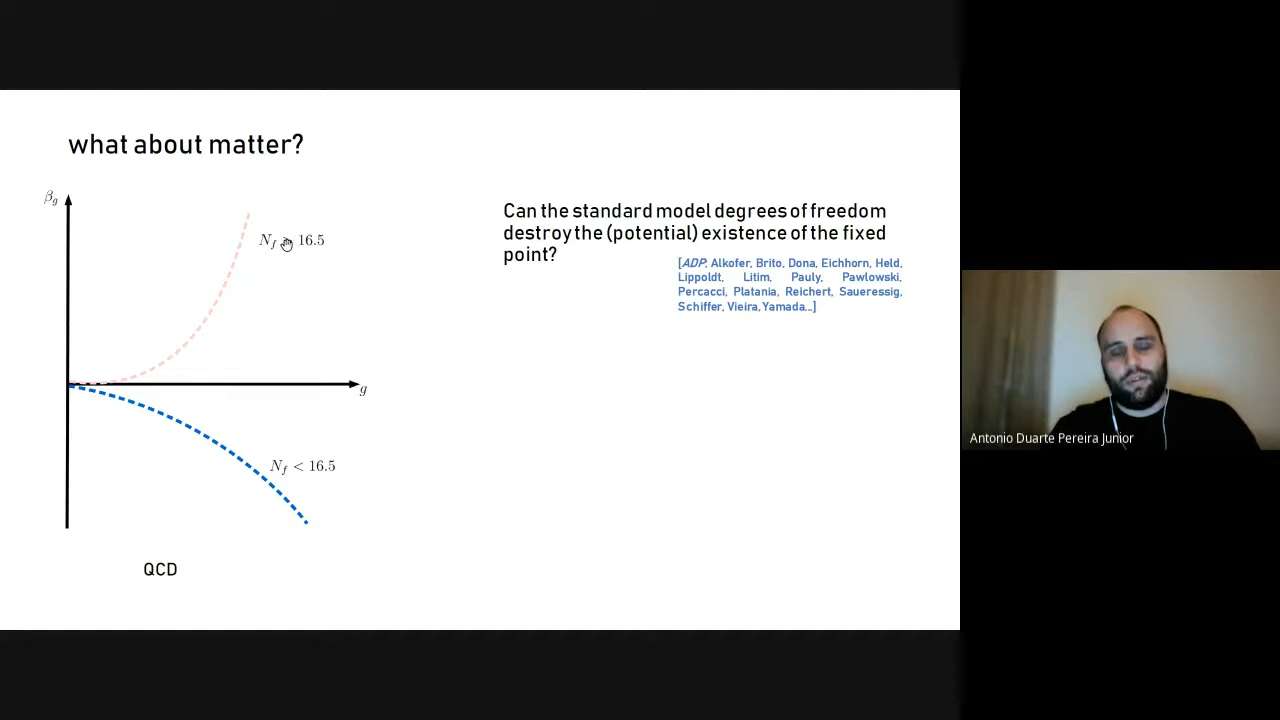 what about matter?
β_g
N_f 16.5
Can the standard model degrees of freedom
destroy the (potential) existence of the fixed
point?
[ADP, Alkofer, Brito, Dona, Eichhorn, Held,
Lippoldt, Litim, Pauly, Pawlowski,
Percacci, Platania, Reichert, Saueressig,
Schiffer, Vieira, Yamada...]
g
N_f < 16.5
QCD
Antonio Duarte Pereira Junior